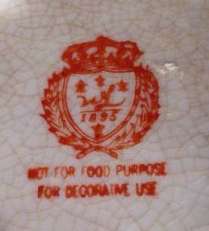 1895
NOT FOR FOOD PURPOSE
FOR DECORATIVE USE